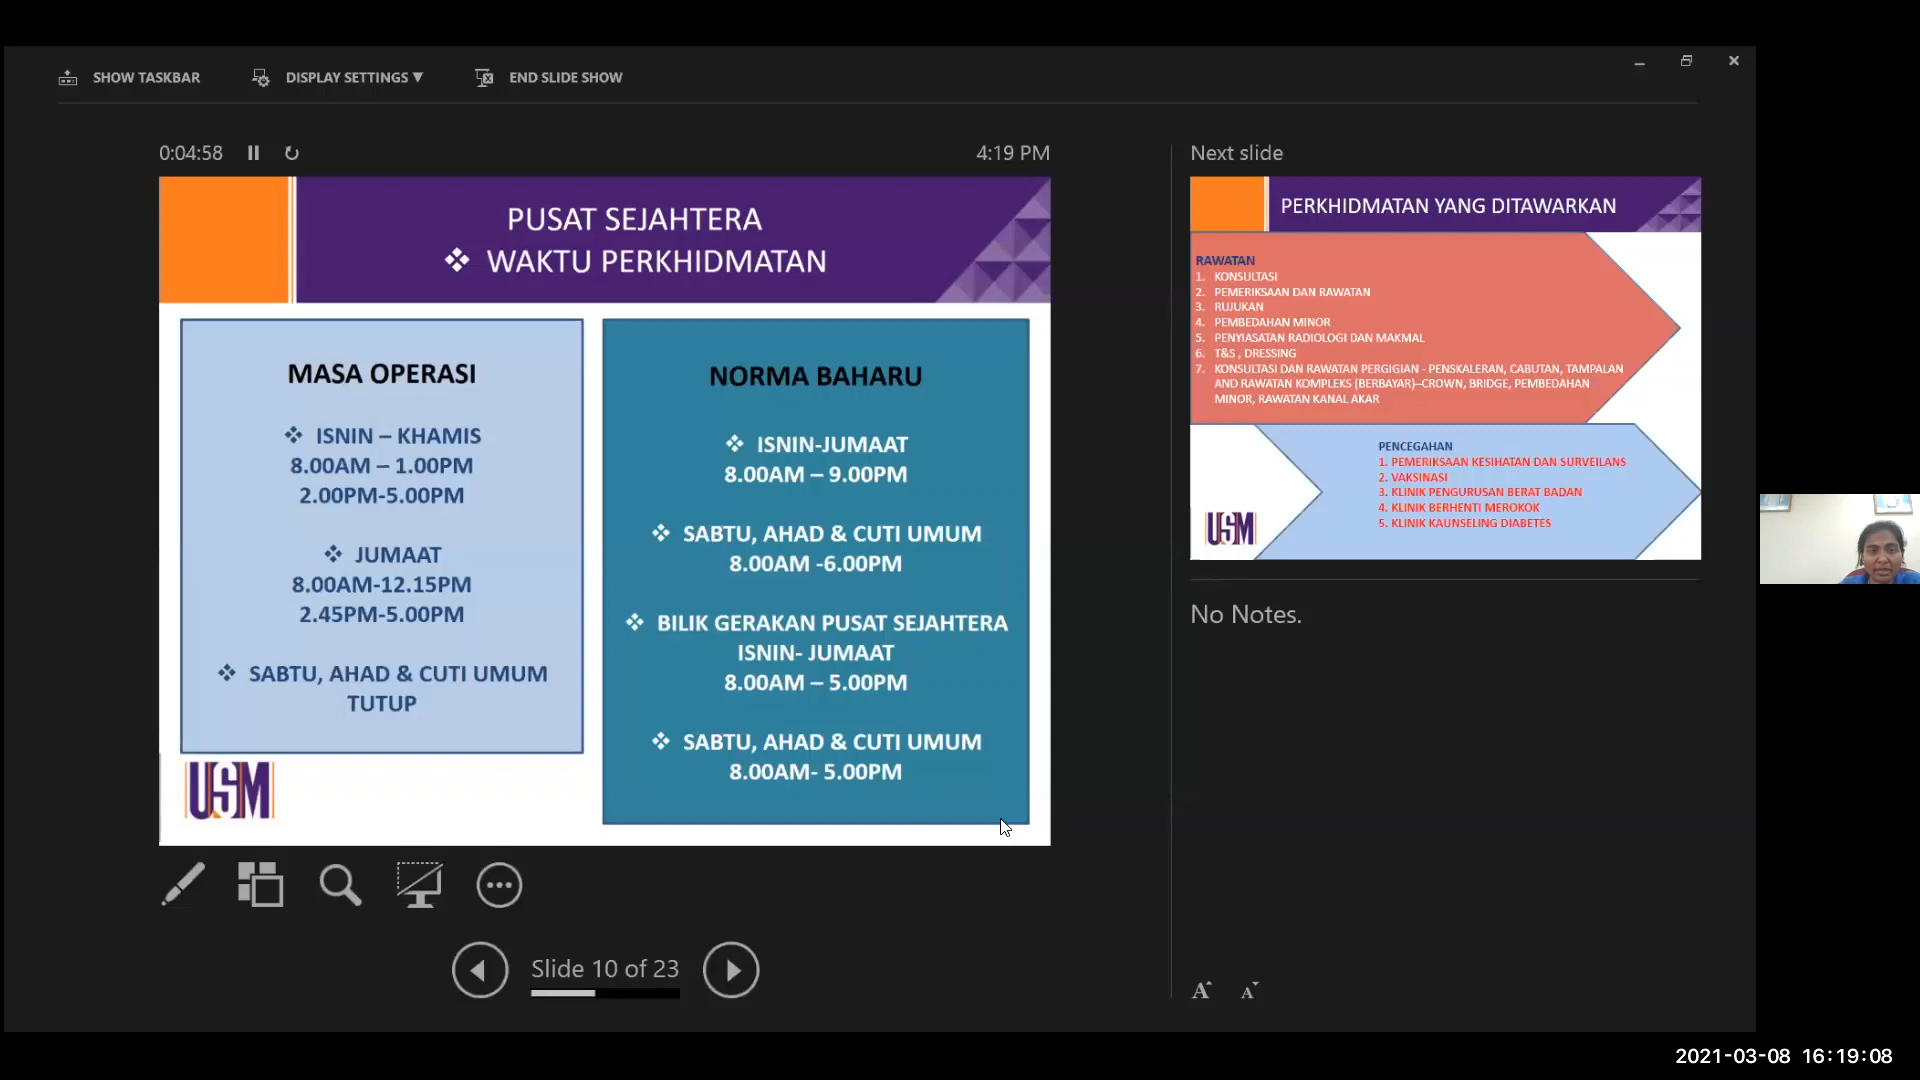 SHOW TASKBAR
DISPLAY SETTINGS ▼
END SLIDE SHOW
0:04:58
4:19 PM
PUSAT SEJAHTERA
❖ WAKTU PERKHIDMATAN
MASA OPERASI
❖ ISNIN – KHAMIS
8.00AM – 1.00PM
2.00PM-5.00PM
❖ JUMAAT
8.00AM-12.15PM
2.45PM-5.00PM
❖ SABTU, AHAD & CUTI UMUM
TUTUP
USM
NORMA BAHARU
❖ ISNIN-JUMAAT
8.00AM – 9.00PM
❖ SABTU, AHAD & CUTI UMUM
8.00AM -6.00PM
❖ BILIK GERAKAN PUSAT SEJAHTERA
ISNIN- JUMAAT
8.00AM – 5.00PM
❖ SABTU, AHAD & CUTI UMUM
8.00AM- 5.00PM
Slide 10 of 23
Next slide
PERKHIDMATAN YANG DITAWARKAN
RAWATAN
1. KONSULTASI
2. PEMERIKSAAN DAN RAWATAN
3. RUJUKAN
4. PEMBEDAHAN MINOR
5. PENYIASATAN RADIOLOGI DAN MAKMAL
6. T&S , DRESSING
7. KONSULTASI DAN RAWATAN PERGIGIAN - PENSKALERAN, CABUTAN, TAMPALAN
AND RAWATAN KOMPLEKS (BERBAYAR)–CROWN, BRIDGE, PEMBEDAHAN
MINOR, RAWATAN KANAL AKAR
PENCEGAHAN
1. PEMERIKSAAN KESIHATAN DAN SURVEILANS
2. VAKSINASI
3. KLINIK PENGURUSAN BERAT BADAN
4. KLINIK BERHENTI MEROKOK
5. KLINIK KAUNSELING DIABETES
USM
No Notes.
A A
2021-03-08 16:19:08